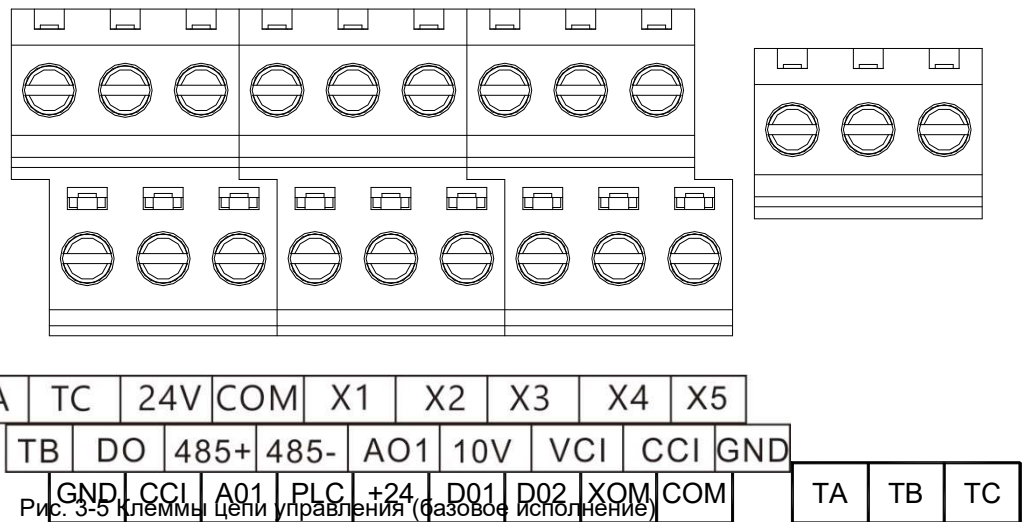 A TC 24V COM X1 X2 X3 X4 X5
TB DO 485+ 485- AO1 10V VCI CCI GND
GND CCI A01 PLC +24 D01 D02 XOM COM TA TB TC
Рис. 3-5 Клеммы цепи управления (базовое исполнение)